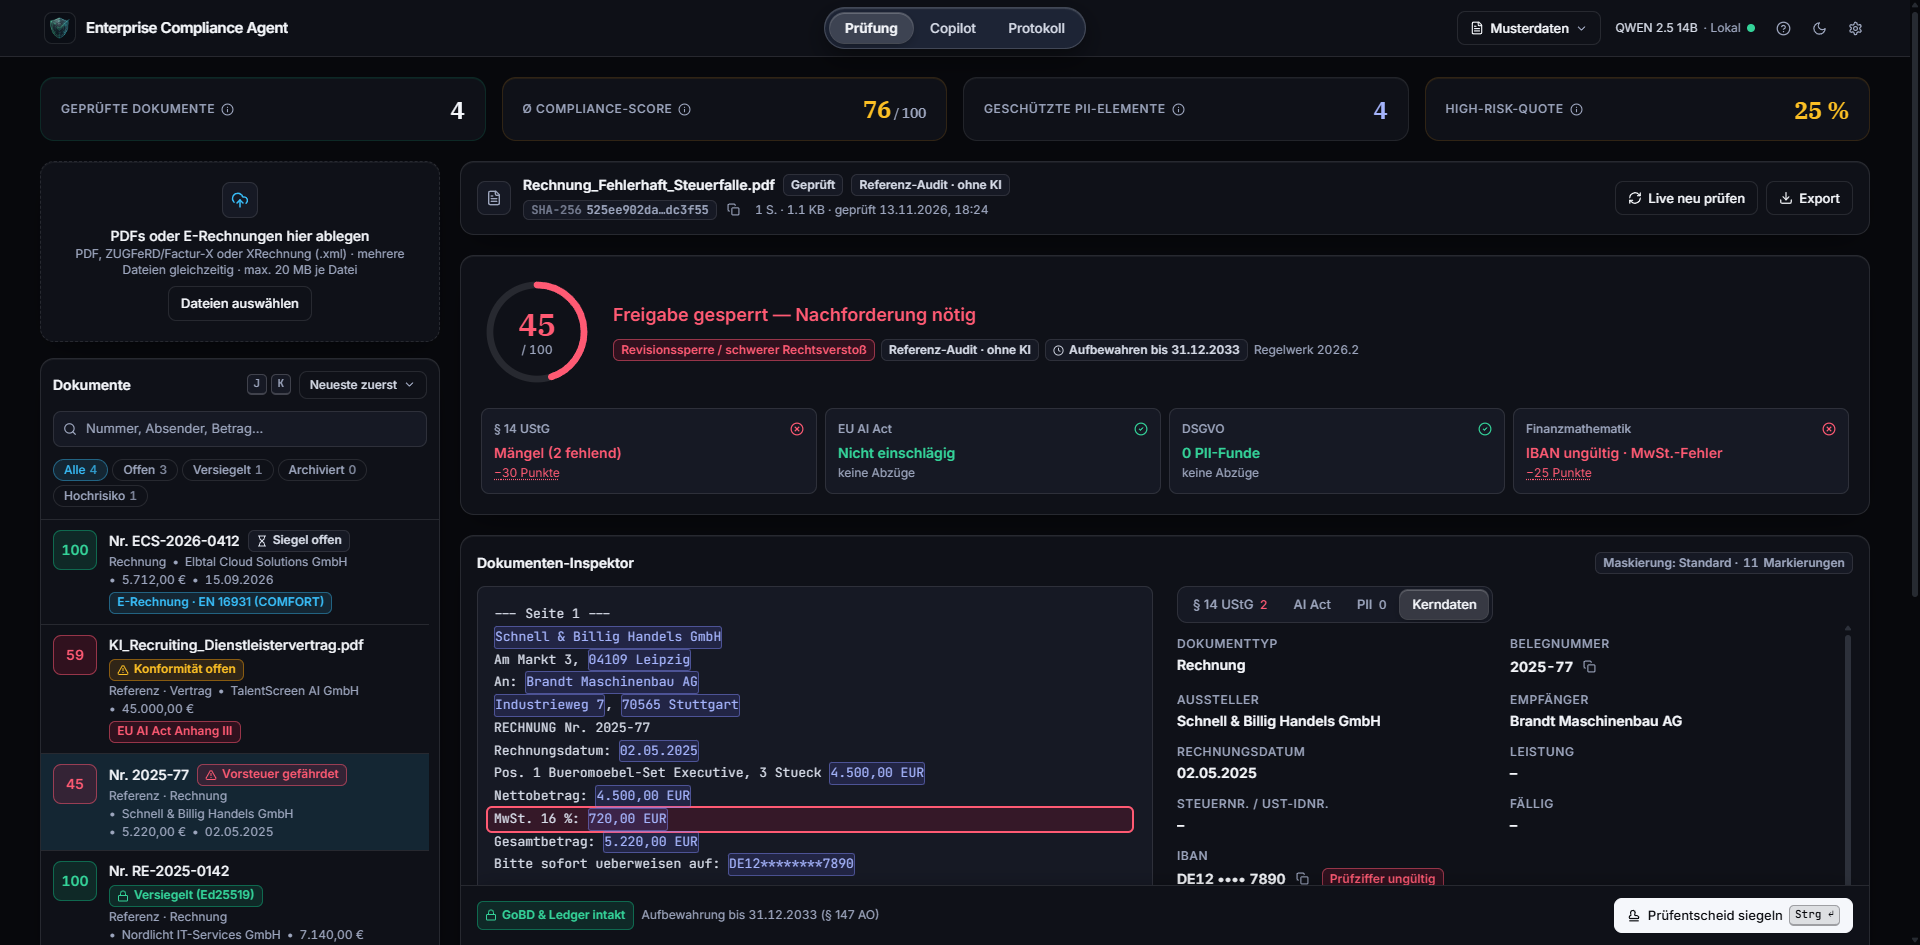 Enterprise Compliance Agent
Prüfung
Copilot
Protokoll
Musterdaten
QWEN 2.5 14B · Lokal
GEPRÜFTE DOKUMENTE
4
Ø COMPLIANCE-SCORE
76 / 100
GESCHÜTZTE PII-ELEMENTE
4
HIGH-RISK-QUOTE
25 %
PDFs oder E-Rechnungen hier ablegen
PDF, ZUGFeRD/Factur-X oder XRechnung (.xml) · mehrere
Dateien gleichzeitig · max. 20 MB je Datei
Dateien auswählen
Dokumente
J K
Neueste zuerst
Nummer, Absender, Betrag...
Alle 4
Offen 3
Versiegelt 1
Archiviert 0
Hochrisiko 1
100
Nr. ECS-2026-0412
Siegel offen
Rechnung • Elbtal Cloud Solutions GmbH
• 5.712,00 € • 15.09.2026
E-Rechnung · EN 16931 (COMFORT)
59
KI_Recruiting_Dienstleistervertrag.pdf
Konformität offen
Referenz · Vertrag • TalentScreen AI GmbH
• 45.000,00 €
EU AI Act Anhang III
45
Nr. 2025-77
Vorsteuer gefährdet
Referenz · Rechnung
• Schnell & Billig Handels GmbH
• 5.220,00 € • 02.05.2025
100
Nr. RE-2025-0142
Versiegelt (Ed25519)
Referenz · Rechnung
• Nordlicht IT-Services GmbH • 7.140,00 €
Rechnung_Fehlerhaft_Steuerfalle.pdf
Geprüft
Referenz-Audit · ohne KI
SHA-256 525ee902da…dc3f55
1 S. · 1.1 KB · geprüft 13.11.2026, 18:24
Live neu prüfen
Export
45
/ 100
Freigabe gesperrt — Nachforderung nötig
Revisionssperre / schwerer Rechtsverstoß
Referenz-Audit · ohne KI
Aufbewahren bis 31.12.2033
Regelwerk 2026.2
§ 14 UStG
Mängel (2 fehlend)
−30 Punkte
EU AI Act
Nicht einschlägig
keine Abzüge
DSGVO
0 PII-Funde
keine Abzüge
Finanzmathematik
IBAN ungültig · MwSt.-Fehler
−25 Punkte
Dokumenten-Inspektor
Maskierung: Standard · 11 Markierungen
--- Seite 1 ---
Schnell & Billig Handels GmbH
Am Markt 3, 04109 Leipzig
An: Brandt Maschinenbau AG
Industrieweg 7, 70565 Stuttgart
RECHNUNG Nr. 2025-77
Rechnungsdatum: 02.05.2025
Pos. 1 Bueromoebel-Set Executive, 3 Stueck 4.500,00 EUR
Nettobetrag: 4.500,00 EUR
MwSt. 16 %: 720,00 EUR
Gesamtbetrag: 5.220,00 EUR
Bitte sofort ueberweisen auf: DE12********7890
§ 14 UStG 2
AI Act
PII 0
Kerndaten
DOKUMENTTYP
Rechnung
BELEGNUMMER
2025-77
AUSSTELLER
Schnell & Billig Handels GmbH
EMPFÄNGER
Brandt Maschinenbau AG
RECHNUNGSDATUM
02.05.2025
LEISTUNG
–
STEUERNR. / UST-IDNR.
–
FÄLLIG
–
IBAN
DE12 •••• 7890
Prüfziffer ungültig
GoBD & Ledger intakt
Aufbewahrung bis 31.12.2033 (§ 147 AO)
Prüfentscheid siegeln
Strg ↵